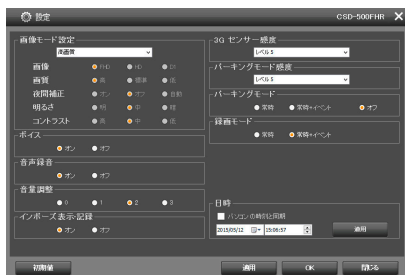 設定
CSD-500FHR
画像モード設定
高画質
画像 FHD HD D1
画質 高 標準 低
夜間補正 オン オフ 自動
明るさ 明 中 暗
コントラスト 高 中 低
ボイス
オン オフ
音声録音
オン オフ
音量調整
0 1 2 3
インポーズ表示・記録
オン オフ
3G センサー感度
レベル 5
パーキングモード感度
レベル 5
パーキングモード
常時 常時+イベント オフ
録画モード
常時 常時+イベント
日時
パソコンの時刻と同期
2015/05/12 15:06:57 適用
初期値 適用 OK 閉じる